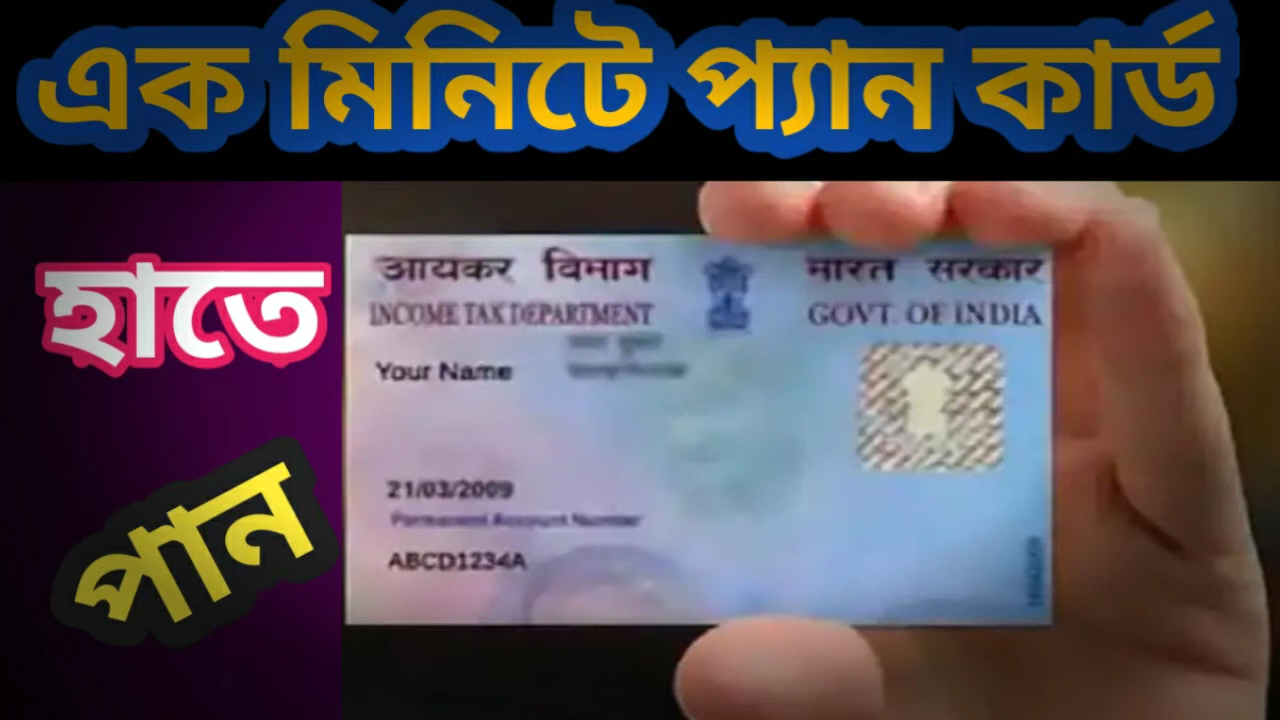 এক মিনিটে প্যান কার্ড
হাতে
পান
आयकर विभाग
भारत सरकार
INCOME TAX DEPARTMENT
GOVT. OF INDIA
Your Name
21/03/2009
Permanent Account Number
ABCD1234A